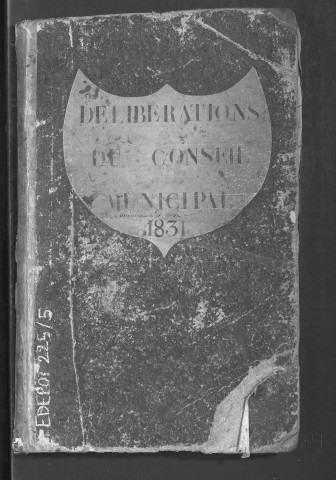 DELIBERATIONS
DU CONSEIL
MUNICIPAL
1831
EDEPOT 225/5